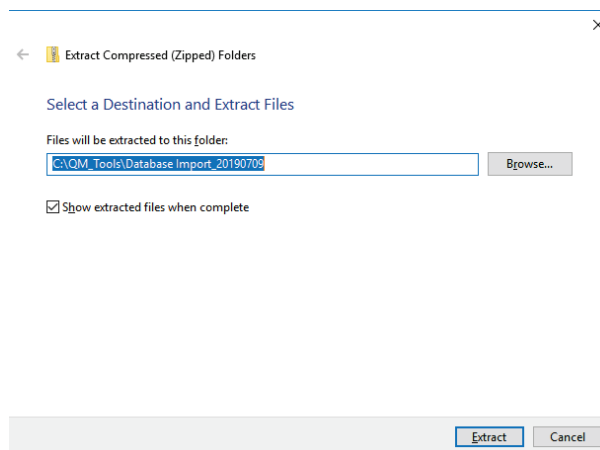 Extract Compressed (Zipped) Folders
Select a Destination and Extract Files
Files will be extracted to this folder:
C:\QM_Tools\Database Import_20190709
Browse...
Show extracted files when complete
Extract
Cancel